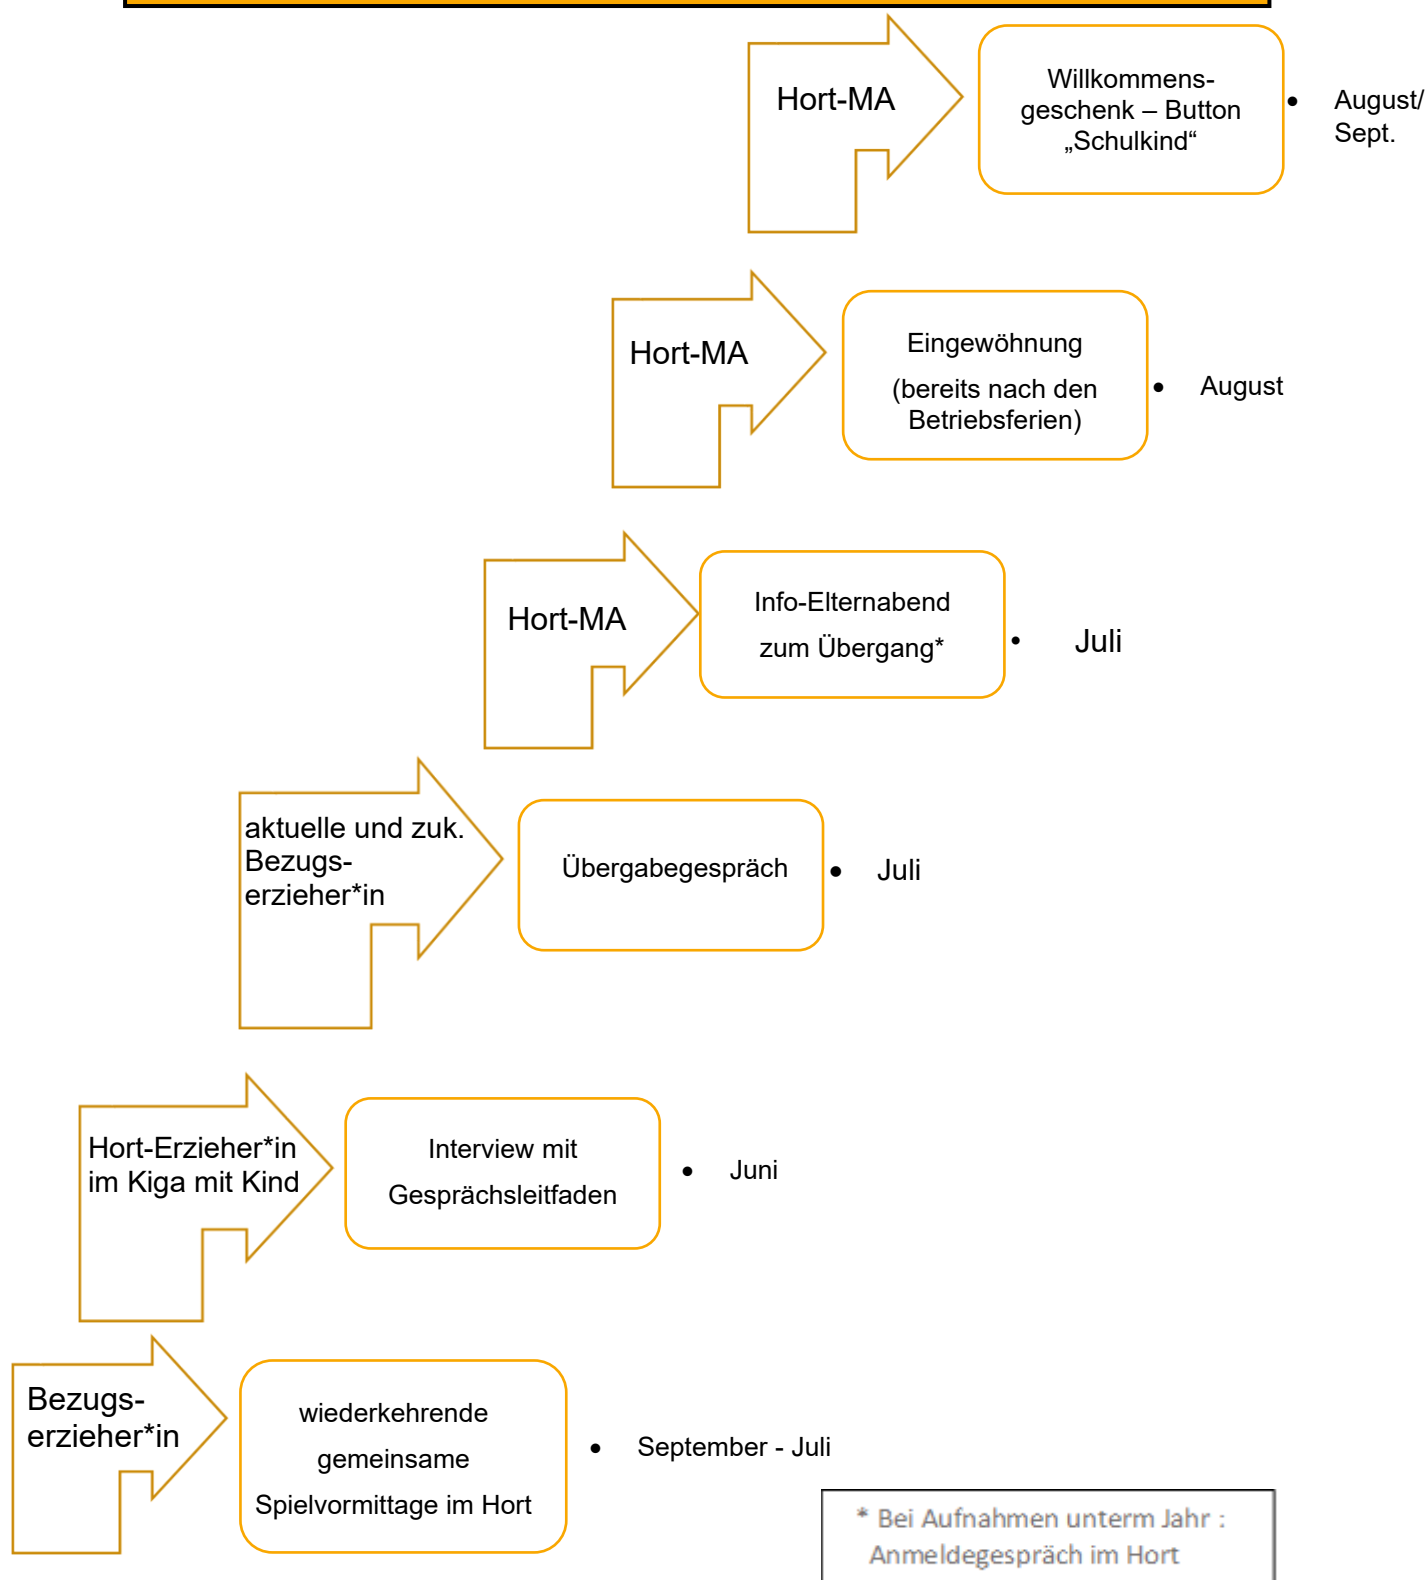 Hort-MA
Willkommens-
geschenk – Button
„Schulkind“
• August/
Sept.
Hort-MA
Eingewöhnung
(bereits nach den
Betriebsferien)
• August
Hort-MA
Info-Elternabend
zum Übergang*
• Juli
aktuelle und zuk.
Bezugs-
erzieher*in
Übergabegespräch
• Juli
Hort-Erzieher*in
im Kiga mit Kind
Interview mit
Gesprächsleitfaden
• Juni
Bezugs-
erzieher*in
wiederkehrende
gemeinsame
Spielvormittage im Hort
• September - Juli
* Bei Aufnahmen unterm Jahr :
Anmeldegespräch im Hort